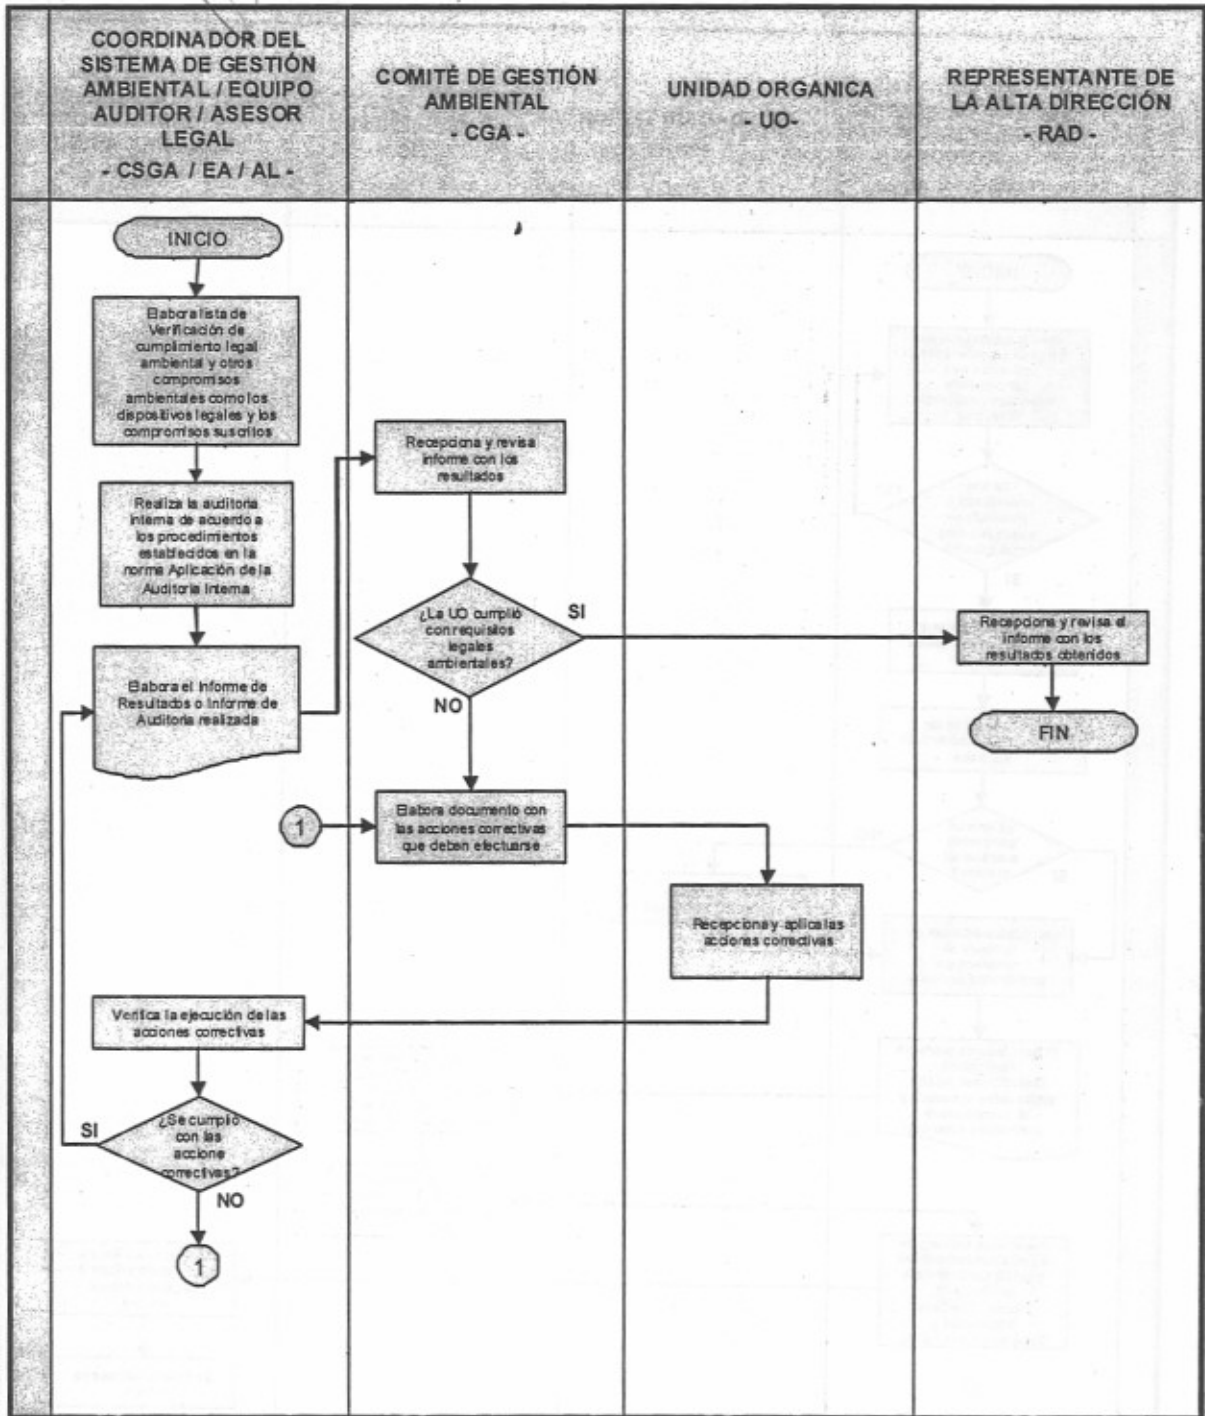 COORDINADOR DEL
SISTEMA DE GESTIÓN
AMBIENTAL / EQUIPO
AUDITOR / ASESOR
LEGAL
- CSGA / EA / AL -
COMITÉ DE GESTIÓN
AMBIENTAL
- CGA -
UNIDAD ORGANICA
- UO-
REPRESENTANTE DE
LA ALTA DIRECCIÓN
- RAD -
INICIO
Elabora lista de
Verificación de
cumplimiento legal
ambiental y otros
compromisos
ambientales como los
dispositivos legales y los
compromisos suscritos
Realiza la auditoria
interna de acuerdo a
los procedimientos
establecidos en la
norma Aplicación de la
Auditoria Interna
Elabora el Informe de
Resultados o Informe de
Auditoria realizada
Recepciona y revisa
informe con los
resultados
¿La UO cumplió
con requisitos
legales
ambientales?
SI
NO
Recepciona y revisa el
informe con los
resultados obtenidos
FIN
1
Elabora documento con
las acciones correctivas
que deben efectuarse
Recepciona y aplica las
acciones correctivas
Verifica la ejecución de las
acciones correctivas
¿Se cumplió
con las
accione
correctivas?
SI
NO
1